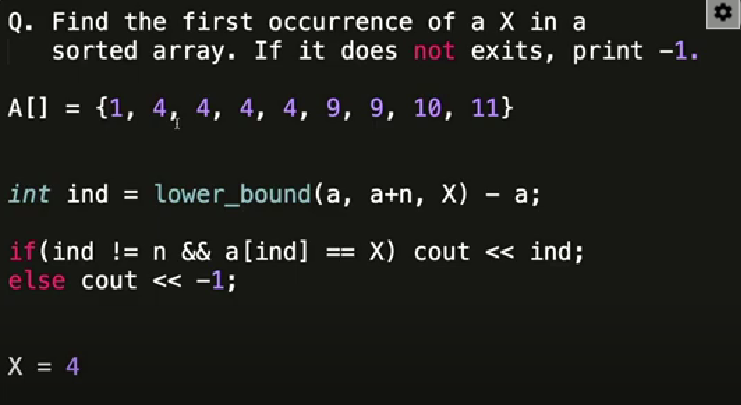 Q. Find the first occurrence of a X in a
sorted array. If it does not exits, print -1.
A[] = {1, 4, 4, 4, 4, 9, 9, 10, 11}
int ind = lower_bound(a, a+n, X) - a;
if(ind != n && a[ind] == X) cout << ind;
else cout << -1;
X = 4